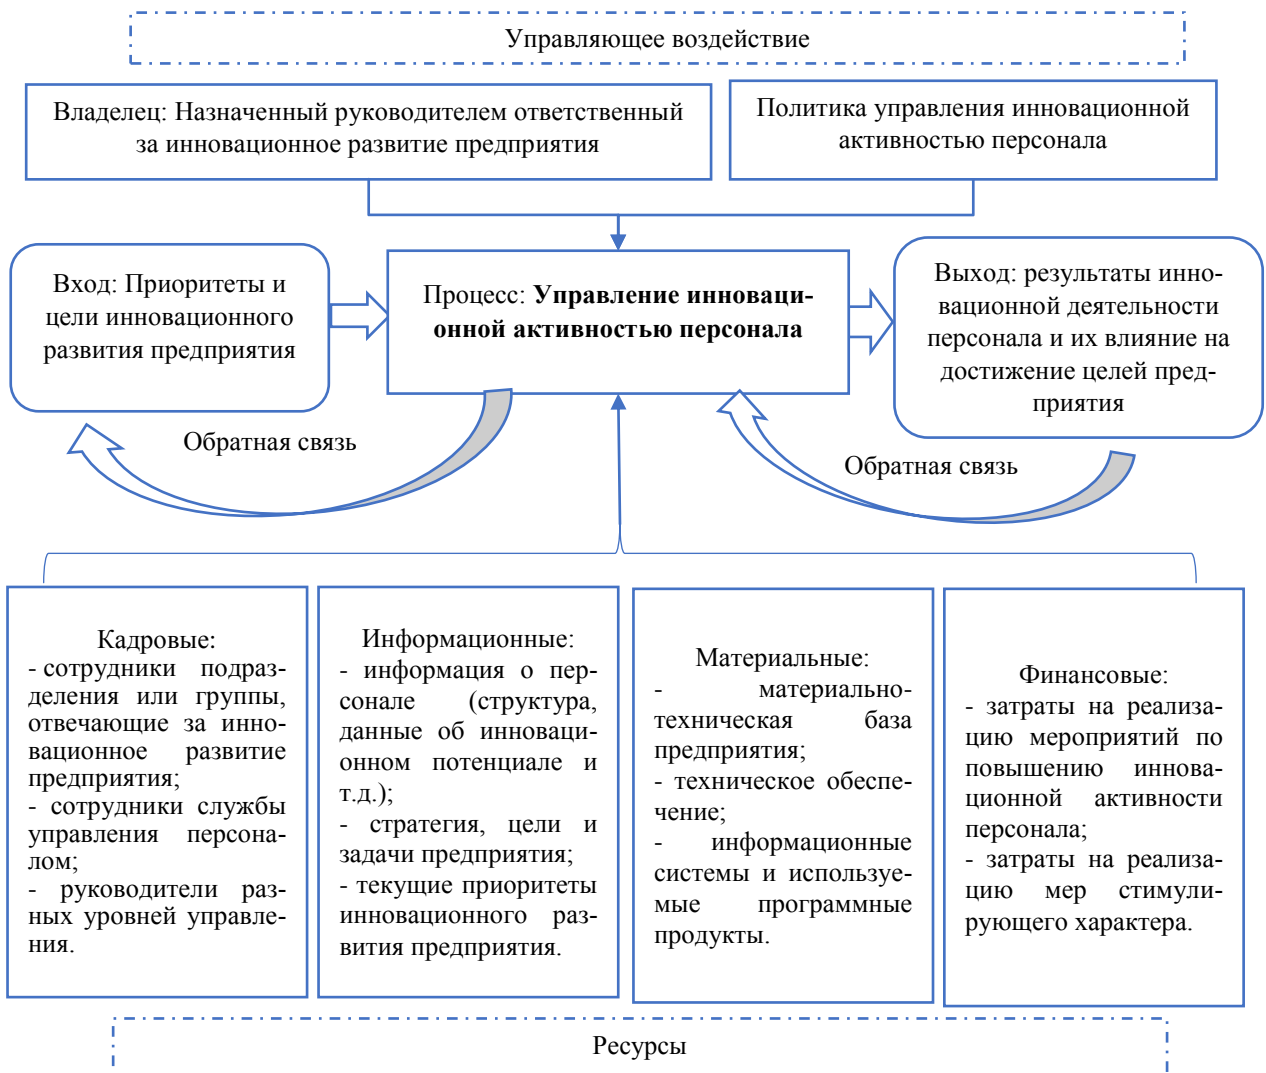 Управляющее воздействие
Владелец: Назначенный руководителем ответственный
за инновационное развитие предприятия
Политика управления инновационной
активностью персонала
Вход: Приоритеты и
цели инновационного
развития предприятия
Процесс: Управление инноваци-
онной активностью персонала
Выход: результаты инно-
вационной деятельности
персонала и их влияние на
достижение целей пред-
приятия
Обратная связь
Обратная связь
Кадровые:
- сотрудники подраз-
деления или группы,
отвечающие за инно-
вационное развитие
предприятия;
- сотрудники службы
управления персона-
лом;
- руководители раз-
ных уровней управле-
ния.
Информационные:
- информация о пер-
сонале (структура,
данные об инноваци-
онном потенциале и
т.д.);
- стратегия, цели и
задачи предприятия;
- текущие приоритеты
инновационного раз-
вития предприятия.
Материальные:
- материально-
техническая база
предприятия;
- техническое обеспе-
чение;
- информационные
системы и используе-
мые программные
продукты.
Финансовые:
- затраты на реализа-
цию мероприятий по
повышению иннова-
ционной активности
персонала;
- затраты на реализа-
цию мер стимули-
рующего характера.
Ресурсы